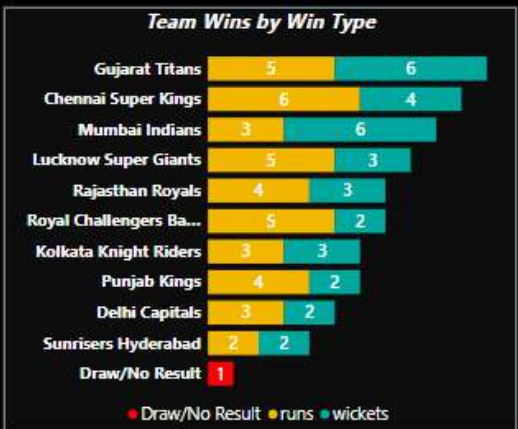 Team Wins by Win Type
Gujarat Titans 5 6
Chennai Super Kings 6 4
Mumbai Indians 3 6
Lucknow Super Giants 5 3
Rajasthan Royals 4 3
Royal Challengers Ba... 5 2
Kolkata Knight Riders 3 3
Punjab Kings 4 2
Delhi Capitals 3 2
Sunrisers Hyderabad 2 2
Draw/No Result 1
Draw/No Result runs wickets